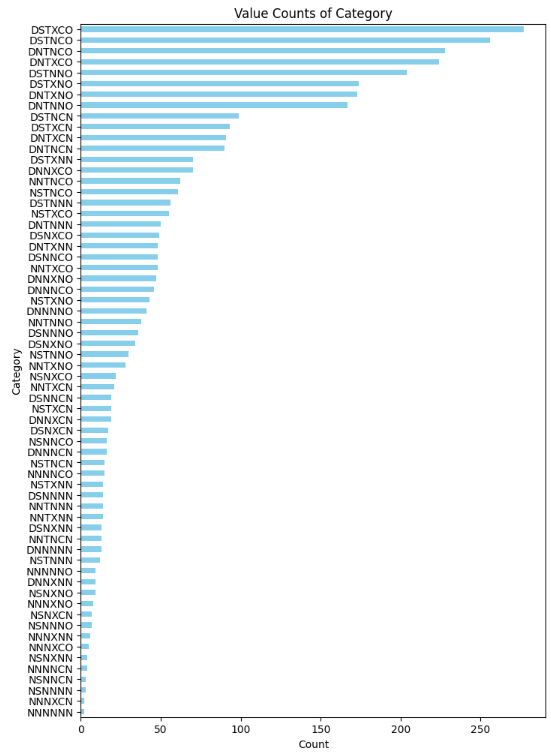 Value Counts of Category
DSTXCO
DSTNCO
DNTNCO
DNTXCO
DSTNNO
DSTXNO
DNTXNO
DNTNNO
DSTNCN
DSTXCN
DNTXCN
DNTNCN
DSTXNN
DNNXCO
NNTNCO
NSTNCO
DSTNNN
NSTXCO
DNTNNN
DSNXCO
DNTXNN
DSNNCO
NNTXCO
DNNXNO
DNNNCO
NSTXNO
DNNNNO
NNTNNO
DSNNNO
DSNXNO
NSTNNO
NNTXNO
NSNXCO
NNTXCN
DSNNCN
NSTXCN
DNNXCN
DSNXCN
NSNNCO
DNNNCN
NSTNCN
NNNNCO
NSTXNN
DSNNNN
NNTNNN
NNTXNN
DSNXNN
NNTNCN
DNNNNN
NSTNNN
NNNNNO
DNNXNN
NSNXNO
NNNXNO
NSNXCN
NSNNNO
NNNXNN
NNNXCO
NSNXNN
NNNNCN
NSNNCN
NSNNNN
NNNXCN
NNNNNN
Category
0 50 100 150 200 250
Count